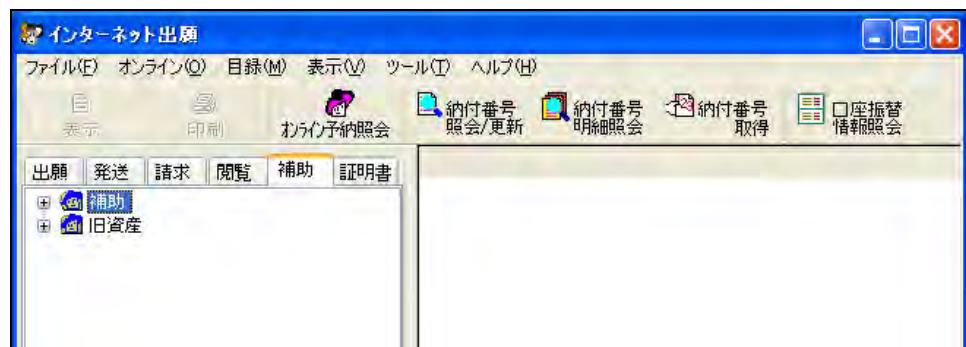 インターネット出願
ファイル(F) オンライン(O) 目録(M) 表示(V) ツール(T) ヘルプ(H)
表示 印刷 オンライン予納照会 納付番号照会/更新 納付番号明細照会 納付番号取得 口座振替情報照会
出願 発送 請求 閲覧 補助 証明書
補助
旧資産